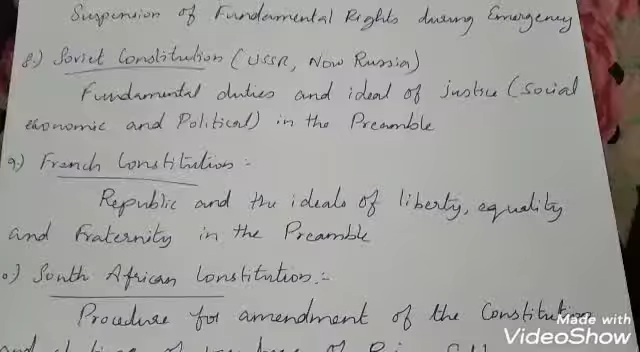 Suspension of Fundamental Rights during Emergency
8.) Soviet Constitution (USSR, Now Russia)
Fundamental duties and ideal of justice (Social
economic and Political) in the Preamble
9.) French Constitution :-
Republic and the ideals of liberty, equality
and Fraternity in the Preamble
0.) South African Constitution :-
Procedure for amendment of the Constitution
Made with
VideoShow